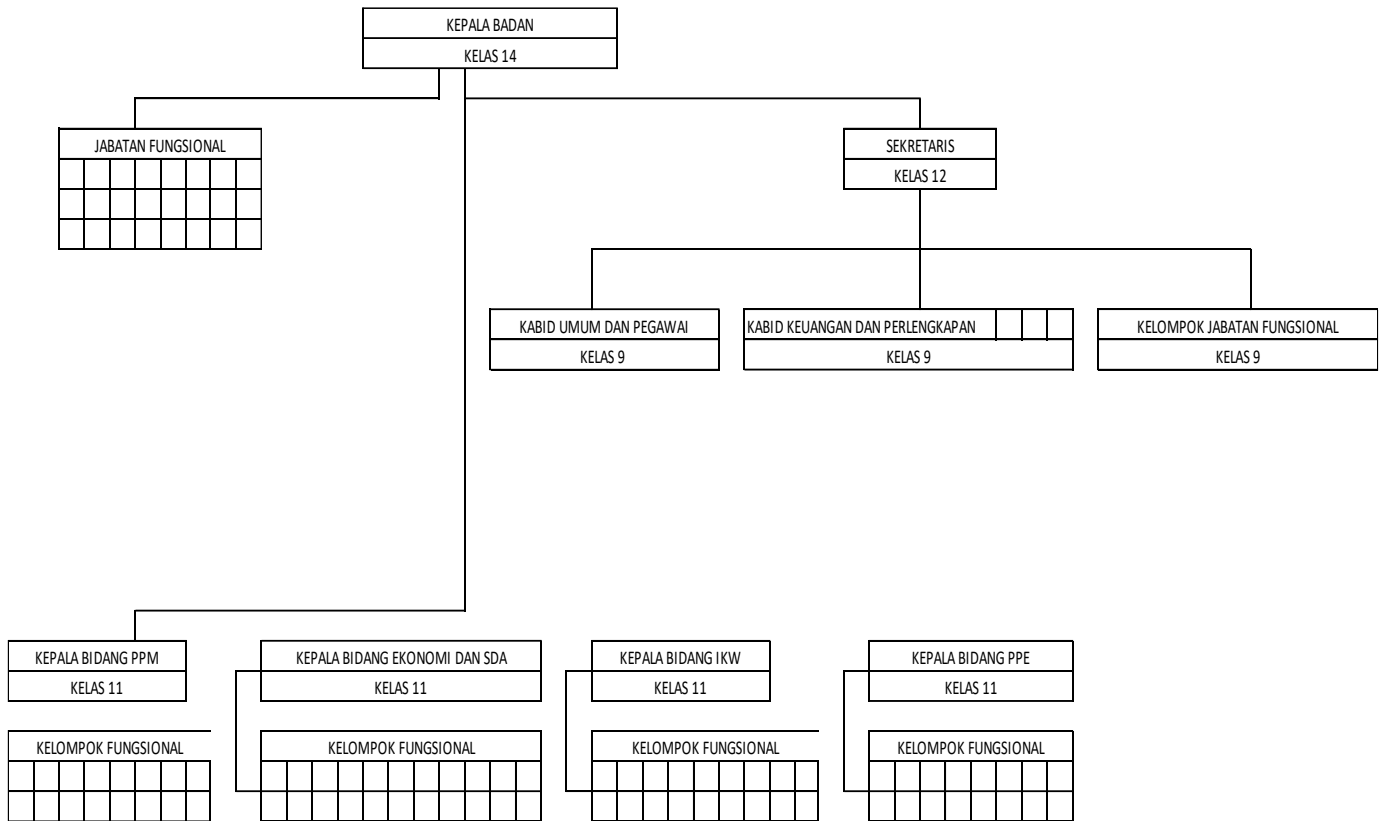 KEPALA BADAN
KELAS 14
JABATAN FUNGSIONAL
SEKRETARIS
KELAS 12
KABID UMUM DAN PEGAWAI
KELAS 9
KABID KEUANGAN DAN PERLENGKAPAN
KELAS 9
KELOMPOK JABATAN FUNGSIONAL
KELAS 9
KEPALA BIDANG PPM
KELAS 11
KEPALA BIDANG EKONOMI DAN SDA
KELAS 11
KEPALA BIDANG IKW
KELAS 11
KEPALA BIDANG PPE
KELAS 11
KELOMPOK FUNGSIONAL
KELOMPOK FUNGSIONAL
KELOMPOK FUNGSIONAL
KELOMPOK FUNGSIONAL